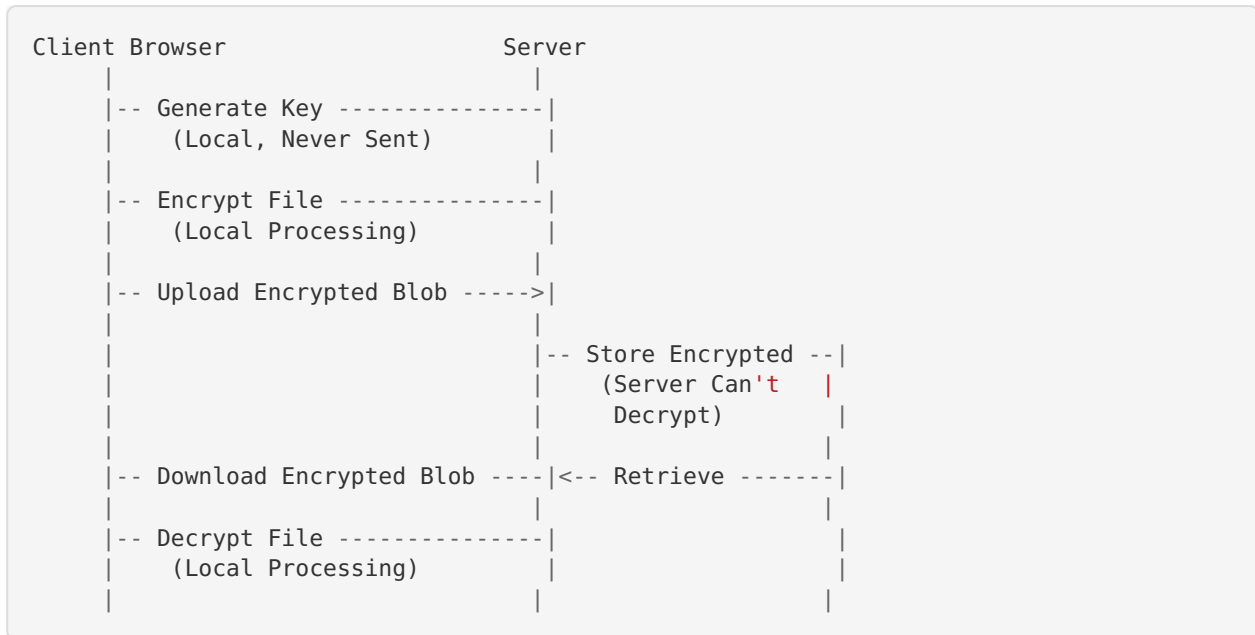 Client Browser                      Server
     |                                 |
     |-- Generate Key ----------------|
     |    (Local, Never Sent)         |
     |                                 |
     |-- Encrypt File ----------------|
     |    (Local Processing)          |
     |                                 |
     |-- Upload Encrypted Blob ----->|
     |                                 |
     |                                 |-- Store Encrypted --|
     |                                 |    (Server Can't   |
     |                                 |     Decrypt)         |
     |                                 |                      |
     |-- Download Encrypted Blob ----|<-- Retrieve -------|
     |                                 |                      |
     |-- Decrypt File ----------------|                      |
     |    (Local Processing)          |                      |
     |                                 |                      |